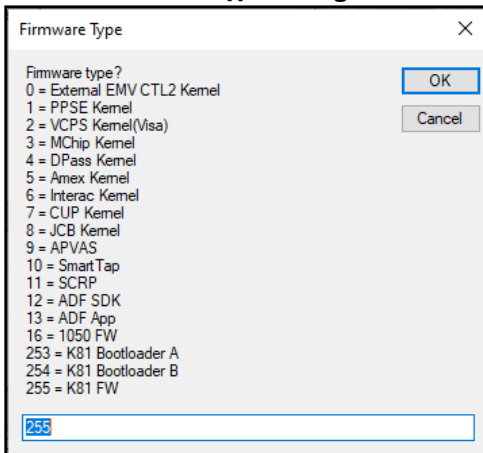 Firmware Type
Firmware type?
0 = External EMV CTL2 Kernel
1 = PPSE Kernel
2 = VCPS Kernel(Visa)
3 = MChip Kernel
4 = DPass Kernel
5 = Amex Kernel
6 = Interac Kernel
7 = CUP Kernel
8 = JCB Kernel
9 = APVAS
10 = SmartTap
11 = SCRP
12 = ADF SDK
13 = ADF App
16 = 1050 FW
253 = K81 Bootloader A
254 = K81 Bootloader B
255 = K81 FW
OK
Cancel
255